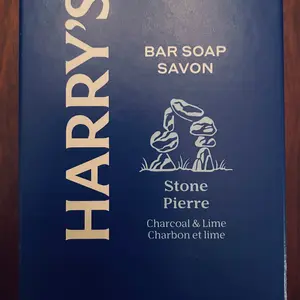 HARRY'S
BAR SOAP
SAVON
Stone
Pierre
Charcoal & Lime
Charbon et lime